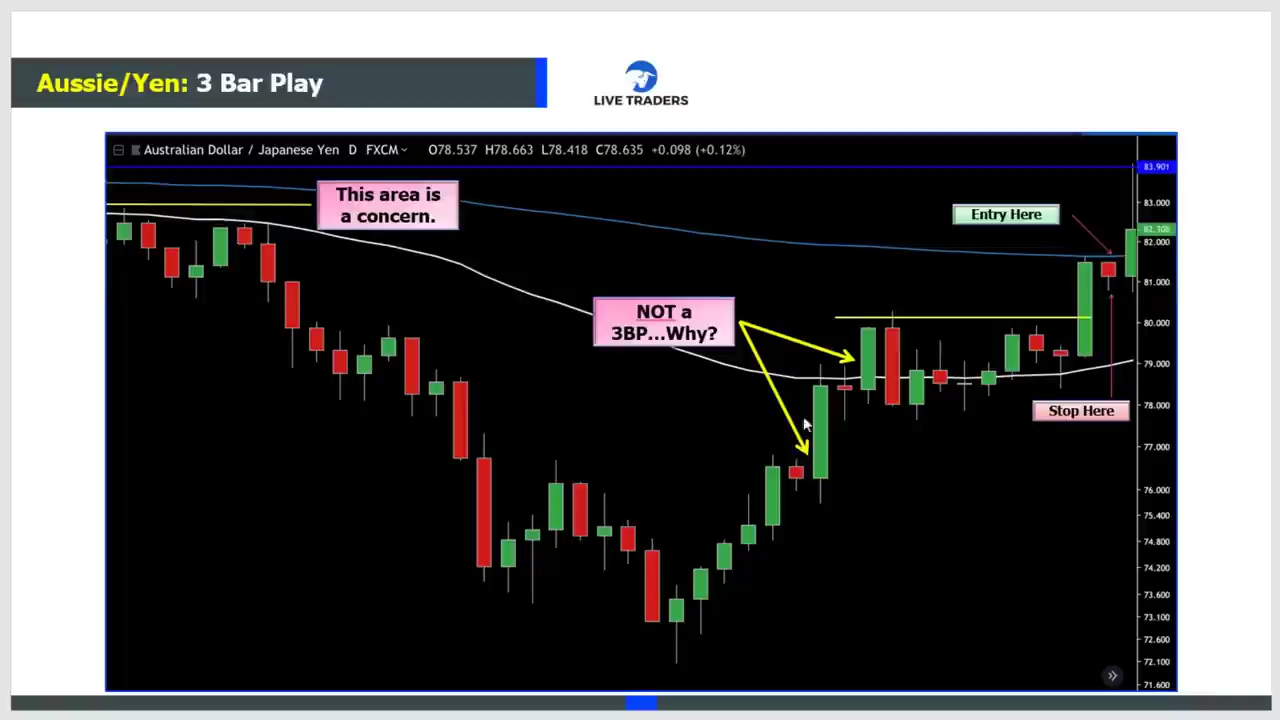 Aussie/Yen: 3 Bar Play
LIVE TRADERS
Australian Dollar / Japanese Yen D FXCM O78.537 H78.663 L78.418 C78.635 +0.098 (+0.12%)
83.901
This area is
a concern.
83.000
Entry Here
82.308
82.000
81.000
NOT a
3BP...Why?
80.000
79.000
Stop Here
78.000
77.000
76.000
75.400
74.800
74.200
73.600
73.100
72.600
72.100
71.600